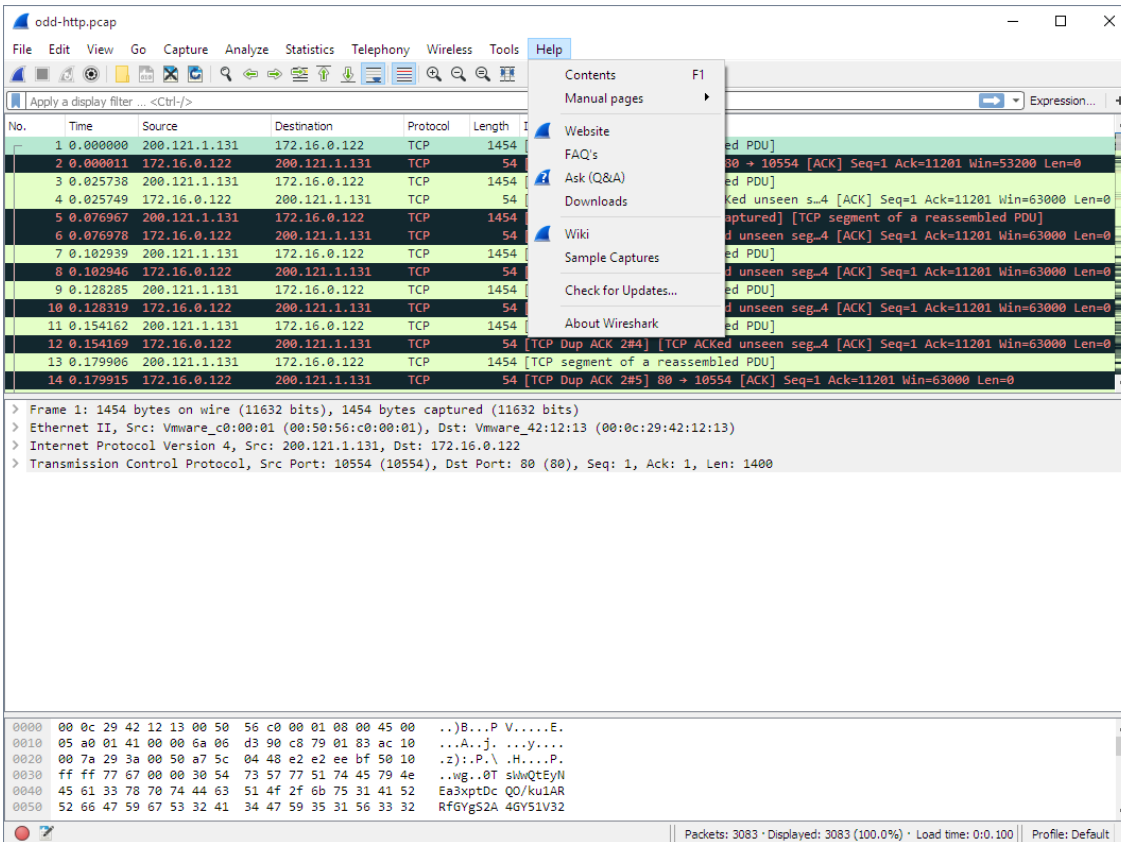 odd-http.pcap
File Edit View Go Capture Analyze Statistics Telephony Wireless Tools Help
Apply a display filter ... <Ctrl-/> Expression... +
Contents F1
Manual pages
Website
FAQ's
Ask (Q&A)
Downloads
Wiki
Sample Captures
Check for Updates...
About Wireshark
No. Time Source Destination Protocol Length I
1 0.000000 200.121.1.131 172.16.0.122 TCP 1454 [ ed PDU]
2 0.000011 172.16.0.122 200.121.1.131 TCP 54 [ 80 → 10554 [ACK] Seq=1 Ack=11201 Win=53200 Len=0
3 0.025738 200.121.1.131 172.16.0.122 TCP 1454 [ ed PDU]
4 0.025749 172.16.0.122 200.121.1.131 TCP 54 [ Ked unseen s…4 [ACK] Seq=1 Ack=11201 Win=63000 Len=0
5 0.076967 200.121.1.131 172.16.0.122 TCP 1454 [ aptured] [TCP segment of a reassembled PDU]
6 0.076978 172.16.0.122 200.121.1.131 TCP 54 [ d unseen seg…4 [ACK] Seq=1 Ack=11201 Win=63000 Len=0
7 0.102939 200.121.1.131 172.16.0.122 TCP 1454 [ ed PDU]
8 0.102946 172.16.0.122 200.121.1.131 TCP 54 [ d unseen seg…4 [ACK] Seq=1 Ack=11201 Win=63000 Len=0
9 0.128285 200.121.1.131 172.16.0.122 TCP 1454 [ ed PDU]
10 0.128319 172.16.0.122 200.121.1.131 TCP 54 [ d unseen seg…4 [ACK] Seq=1 Ack=11201 Win=63000 Len=0
11 0.154162 200.121.1.131 172.16.0.122 TCP 1454 [ ed PDU]
12 0.154169 172.16.0.122 200.121.1.131 TCP 54 [TCP Dup ACK 2#4] [TCP ACKed unseen seg…4 [ACK] Seq=1 Ack=11201 Win=63000 Len=0
13 0.179906 200.121.1.131 172.16.0.122 TCP 1454 [TCP segment of a reassembled PDU]
14 0.179915 172.16.0.122 200.121.1.131 TCP 54 [TCP Dup ACK 2#5] 80 → 10554 [ACK] Seq=1 Ack=11201 Win=63000 Len=0
> Frame 1: 1454 bytes on wire (11632 bits), 1454 bytes captured (11632 bits)
> Ethernet II, Src: Vmware_c0:00:01 (00:50:56:c0:00:01), Dst: Vmware_42:12:13 (00:0c:29:42:12:13)
> Internet Protocol Version 4, Src: 200.121.1.131, Dst: 172.16.0.122
> Transmission Control Protocol, Src Port: 10554 (10554), Dst Port: 80 (80), Seq: 1, Ack: 1, Len: 1400
0000 00 0c 29 42 12 13 00 50 56 c0 00 01 08 00 45 00 ..)B...P V.....E.
0010 05 a0 01 41 00 00 6a 06 d3 90 c8 79 01 83 ac 10 ...A..j. ...y....
0020 00 7a 29 3a 00 50 a7 5c 04 48 e2 e2 ee bf 50 10 .z):.P.\ .H....P.
0030 ff ff 77 67 00 00 30 54 73 57 77 51 74 45 79 4e ..wg..0T sWwQtEyN
0040 45 61 33 78 70 74 44 63 51 4f 2f 6b 75 31 41 52 Ea3xptDc QO/ku1AR
0050 52 66 47 59 67 53 32 41 34 47 59 35 31 56 33 32 RfGYgS2A 4GY51V32
Packets: 3083 · Displayed: 3083 (100.0%) · Load time: 0:0.100 Profile: Default